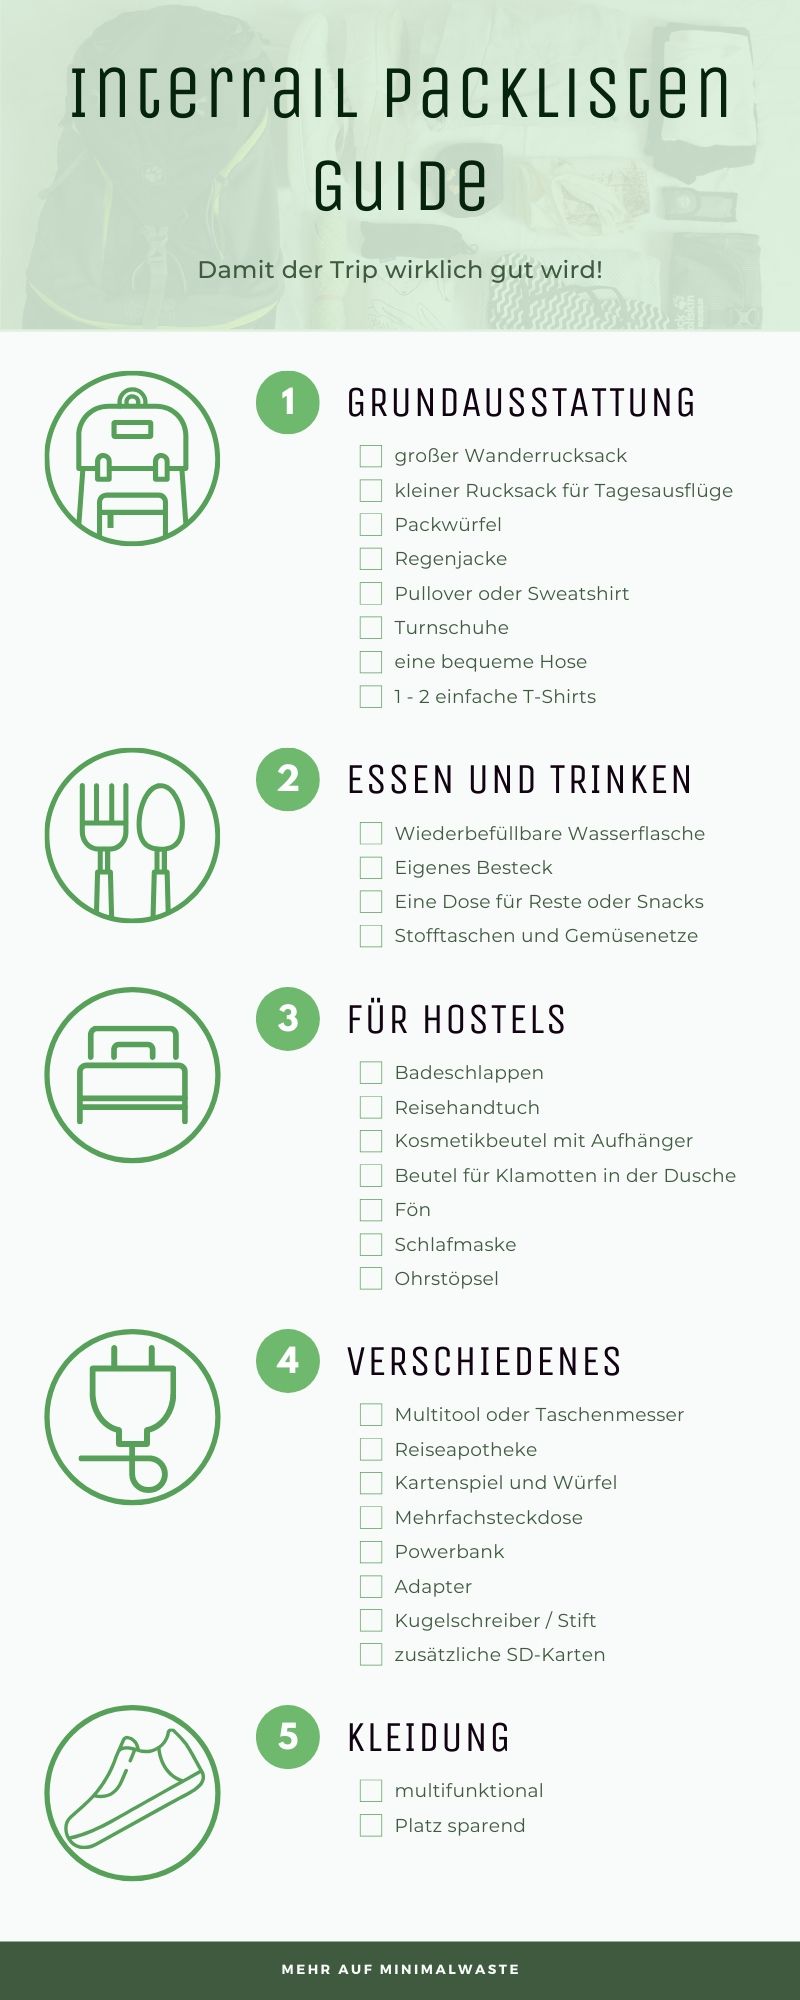 Interrail Packlisten
Guide
Damit der Trip wirklich gut wird!
1
GRUNDAUSSTATTUNG
großer Wanderrucksack
kleiner Rucksack für Tagesausflüge
Packwürfel
Regenjacke
Pullover oder Sweatshirt
Turnschuhe
eine bequeme Hose
1 - 2 einfache T-Shirts
2
ESSEN UND TRINKEN
Wiederbefüllbare Wasserflasche
Eigenes Besteck
Eine Dose für Reste oder Snacks
Stofftaschen und Gemüsenetze
3
FÜR HOSTELS
Badeschlappen
Reisehandtuch
Kosmetikbeutel mit Aufhänger
Beutel für Klamotten in der Dusche
Fön
Schlafmaske
Ohrstöpsel
4
VERSCHIEDENES
Multitool oder Taschenmesser
Reiseapotheke
Kartenspiel und Würfel
Mehrfachsteckdose
Powerbank
Adapter
Kugelschreiber / Stift
zusätzliche SD-Karten
5
KLEIDUNG
multifunktional
Platz sparend
MEHR AUF MINIMALWASTE